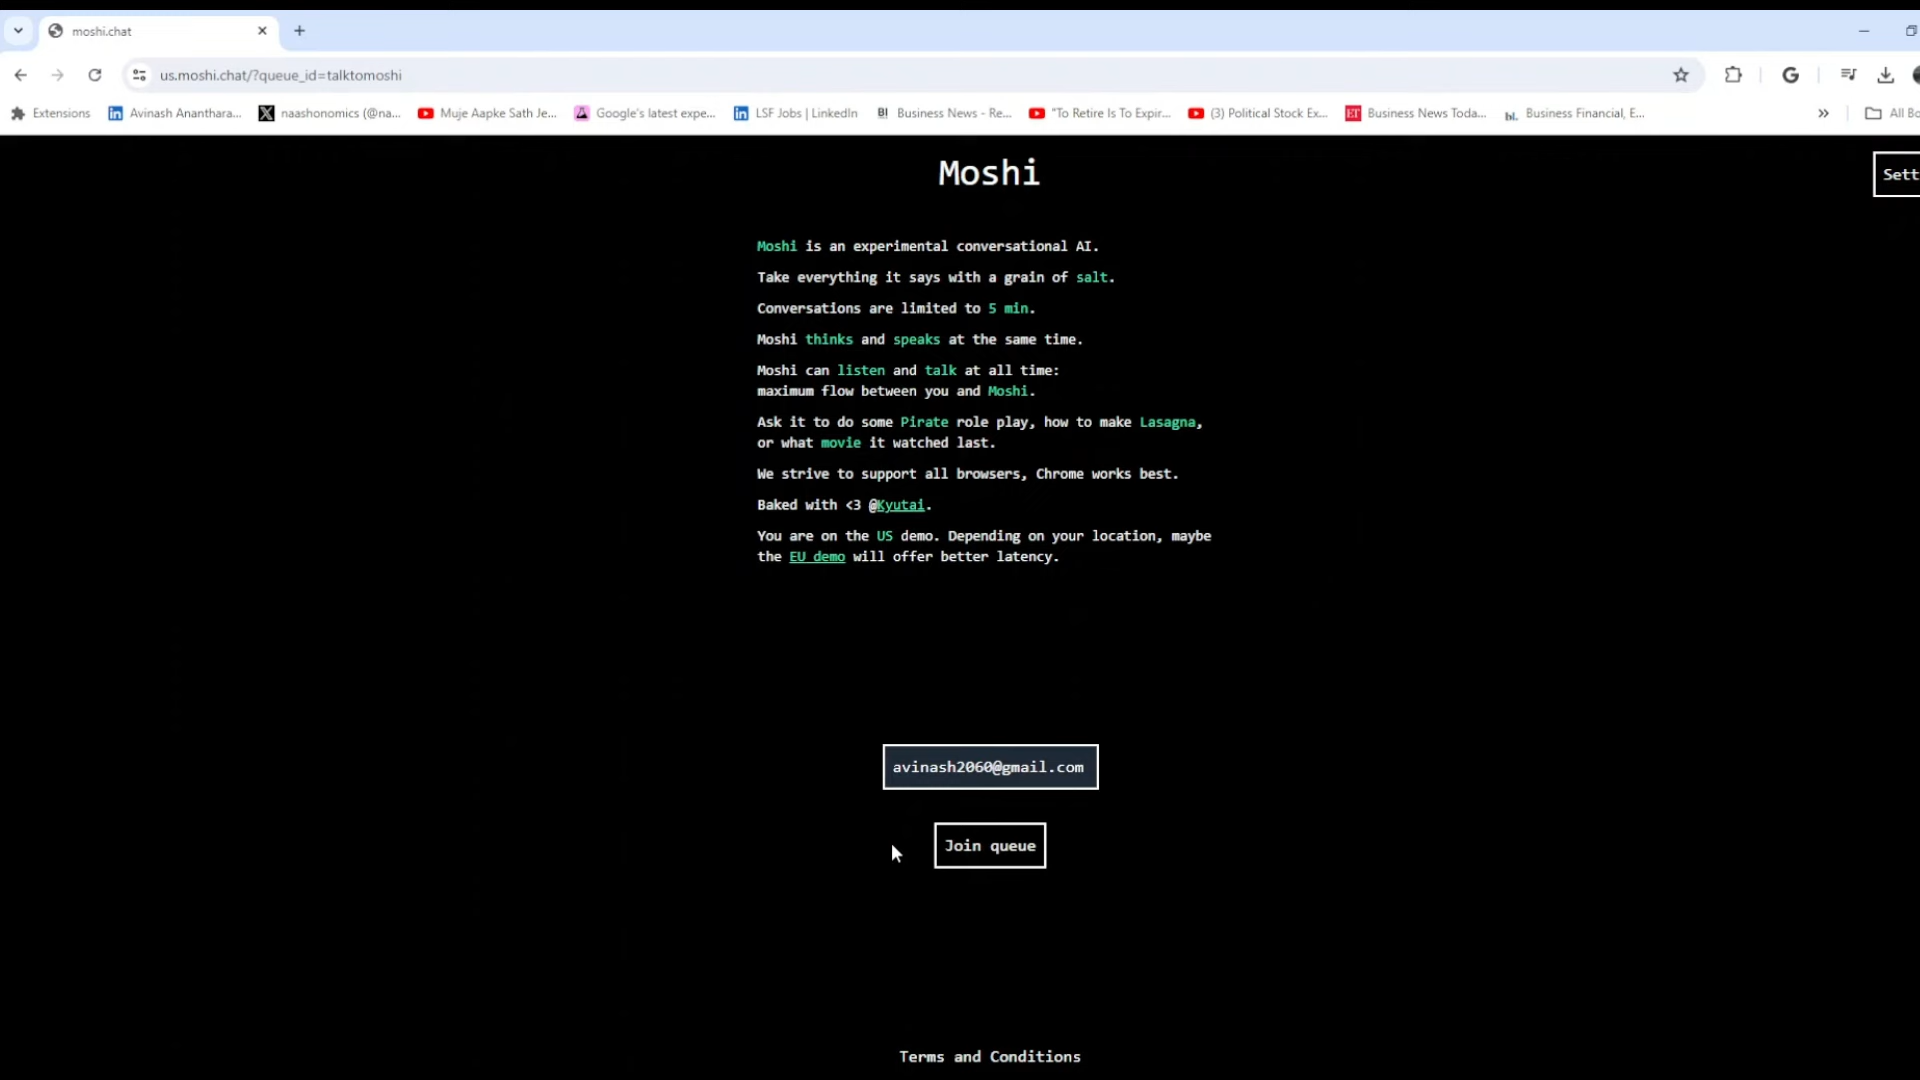 moshi.chat
us.moshi.chat/?queue_id=talktomoshi
Extensions
Avinash Ananthara...
naashonomics (@na...
Muje Aapke Sath Je...
Google's latest expe...
LSF Jobs | LinkedIn
B! Business News - Re...
"To Retire Is To Expir...
(3) Political Stock Ex...
ET Business News Toda...
bl. Business Financial, E...
All Bo
Moshi
Sett
Moshi is an experimental conversational AI.
Take everything it says with a grain of salt.
Conversations are limited to 5 min.
Moshi thinks and speaks at the same time.
Moshi can listen and talk at all time:
maximum flow between you and Moshi.
Ask it to do some Pirate role play, how to make Lasagna,
or what movie it watched last.
We strive to support all browsers, Chrome works best.
Baked with <3 @Kyutai.
You are on the US demo. Depending on your location, maybe
the EU demo will offer better latency.
avinash2060@gmail.com
Join queue
Terms and Conditions